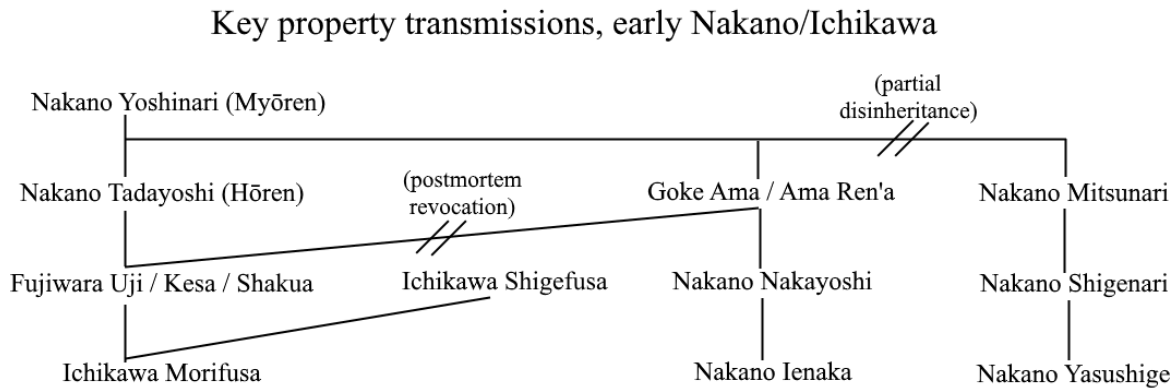 Key property transmissions, early Nakano/Ichikawa
(partial
disinheritance)
Nakano Yoshinari (Myōren)
(postmortem
revocation)
Nakano Tadayoshi (Hōren)
Goke Ama / Ama Ren'a
Nakano Mitsunari
Fujiwara Uji / Kesa / Shakua
Ichikawa Shigefusa
Nakano Nakayoshi
Nakano Shigenari
Ichikawa Morifusa
Nakano Ienaka
Nakano Yasushige